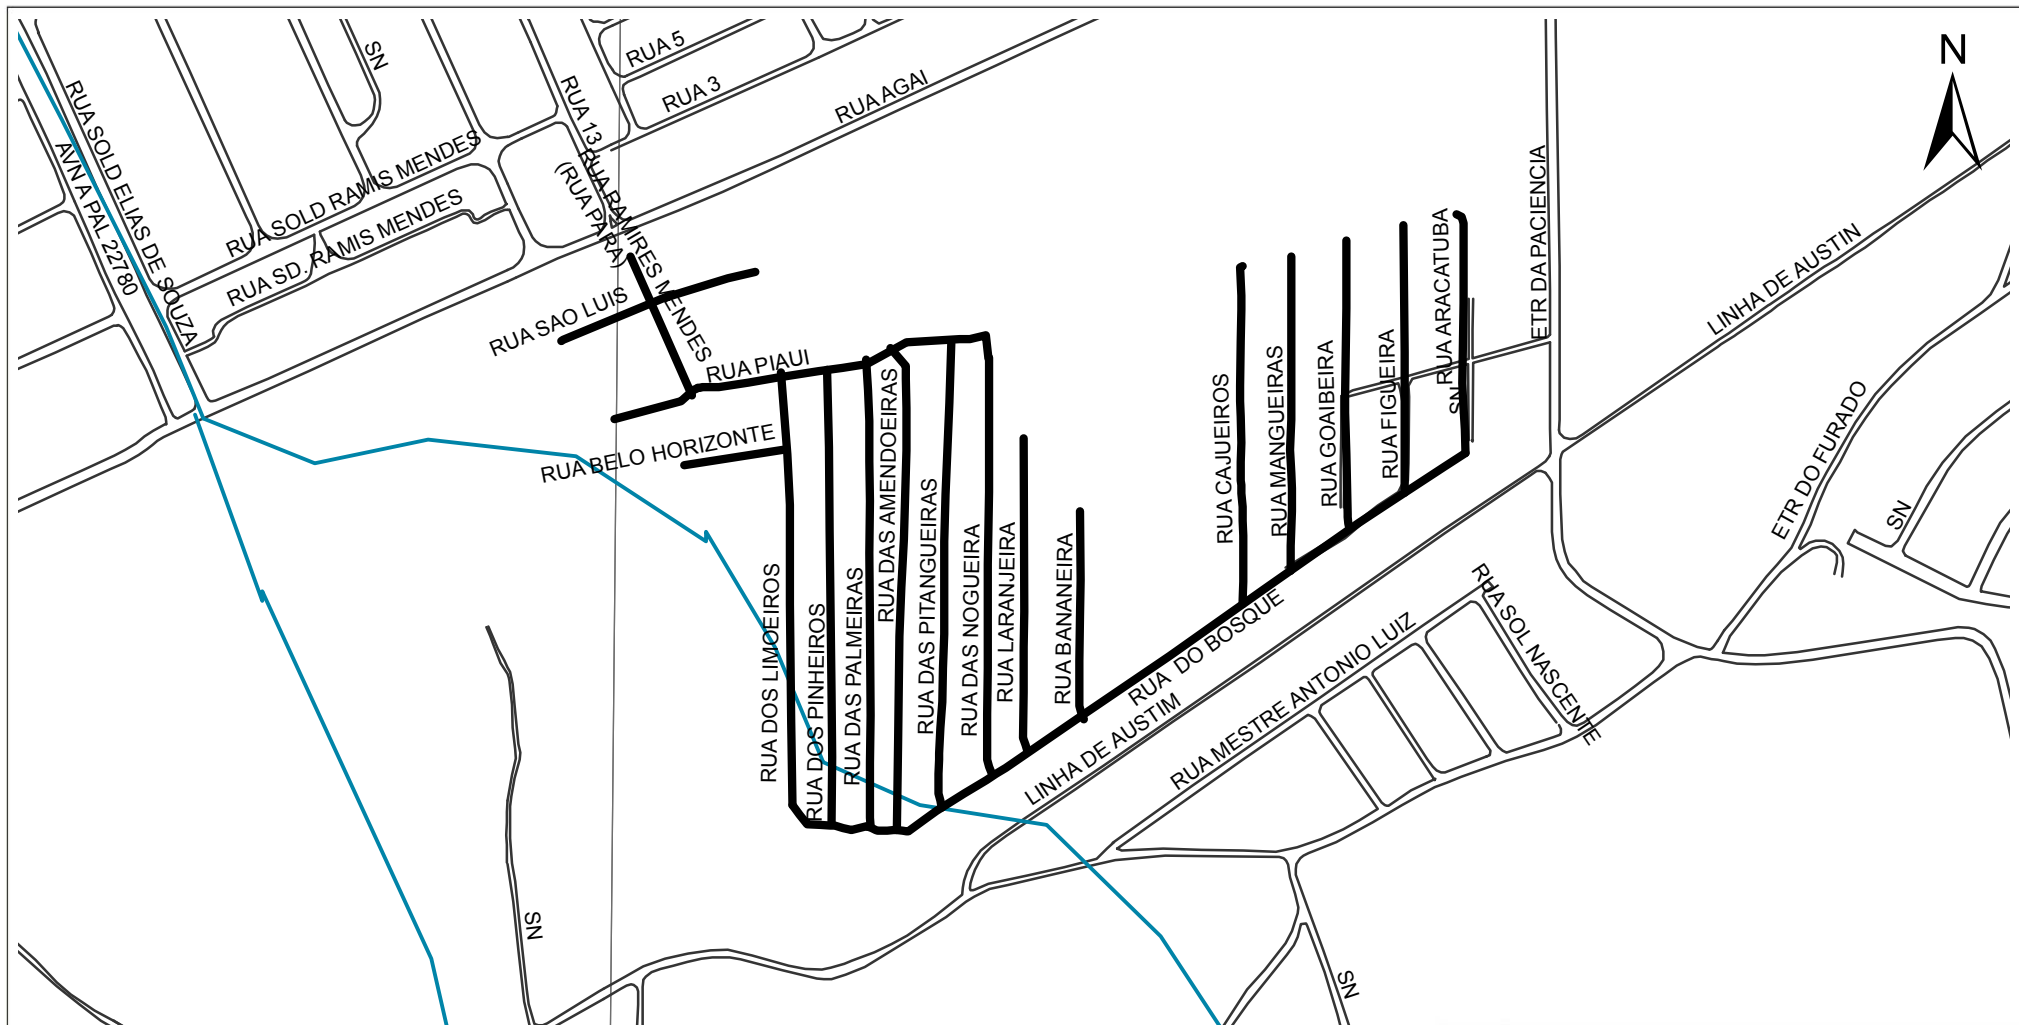 N
RUA 5
SN
RUA 3
RUA AGAI
RUA 13
RUA SOLD ELIAS DE SOUZA
AVN A PAL 22780
RUA SOLD RAMIS MENDES
RUA SD. RAMIS MENDES
RUA RAMIRES MENDES
(RUA PARA)
ETR DA PACIENCIA
LINHA DE AUSTIN
RUA SAO LUIS
RUA PIAUI
RUA BELO HORIZONTE
RUA DOS LIMOEIROS
RUA DOS PINHEIROS
RUA DAS PALMEIRAS
RUA DAS AMENDOEIRAS
RUA DAS PITANGUEIRAS
RUA DAS NOGUEIRA
RUA LARANJEIRA
RUA BANANEIRA
RUA CAJUEIROS
RUA MANGUEIRAS
RUA GOAIBEIRA
RUA FIGUEIRA
RUA ARACATUBA
SN
ETR DO FURADO
SN
RUA DO BOSQUE
LINHA DE AUSTIM
RUA MESTRE ANTONIO LUIZ
RUA SOL NASCENTE
SN
SN